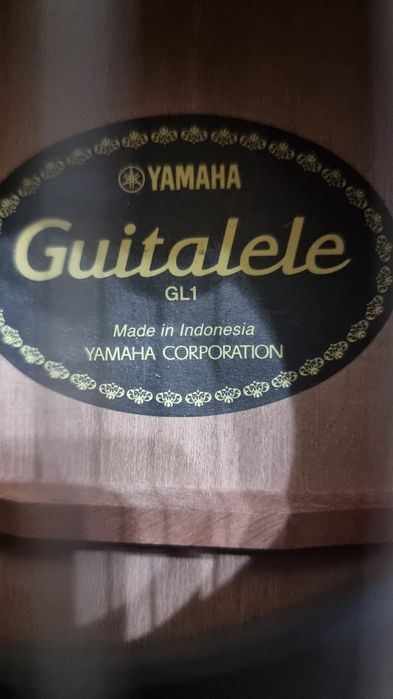 YAMAHA
Guitalele
GL1
Made in Indonesia
YAMAHA CORPORATION